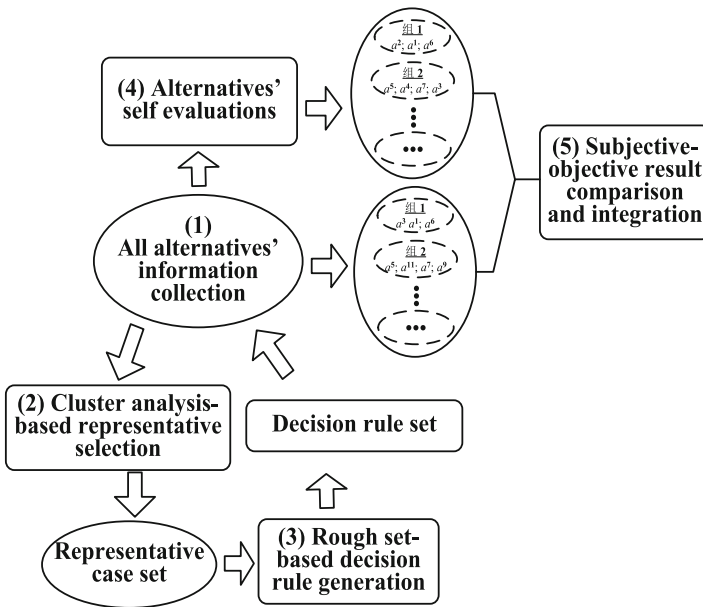 组 1
a²; a¹; a⁶
组 2
a⁵; a⁴; a⁷; a³
•••
(4) Alternatives’
self evaluations
(5) Subjective-
objective result
comparison
and integration
(1)
All alternatives’
information
collection
组 1
a³ a¹; a⁶
组 2
a⁵; a¹¹; a⁷; a⁹
•••
(2) Cluster analysis-
based representative
selection
Decision rule set
Representative
case set
(3) Rough set-
based decision
rule generation